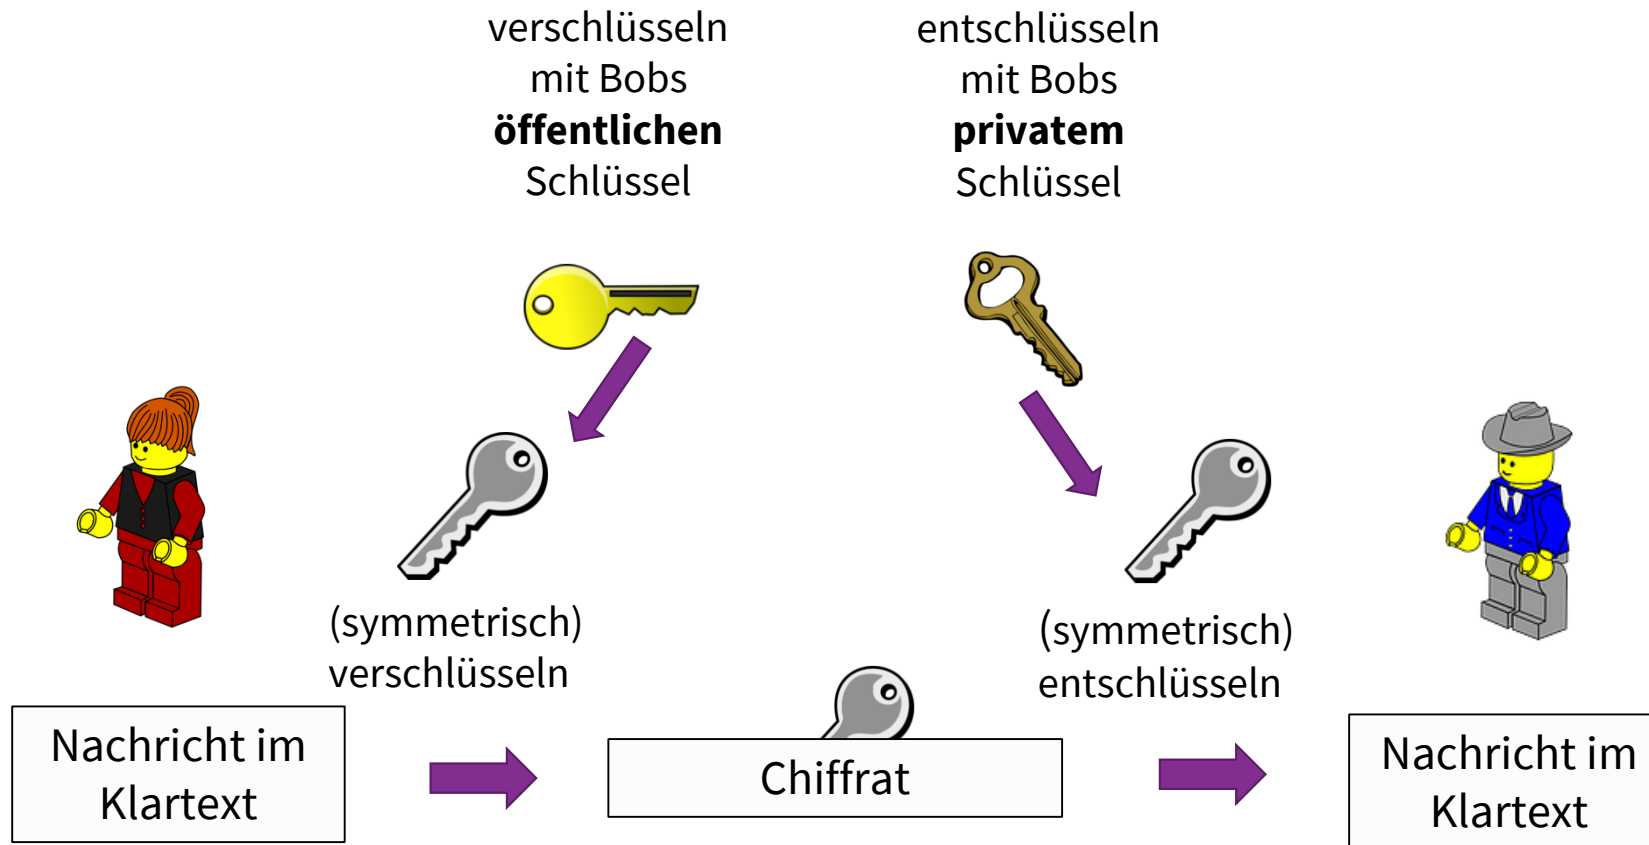 verschlüsseln
mit Bobs
öffentlichen
Schlüssel
entschlüsseln
mit Bobs
privatem
Schlüssel
(symmetrisch)
verschlüsseln
(symmetrisch)
entschlüsseln
Nachricht im
Klartext
Chiffrat
Nachricht im
Klartext